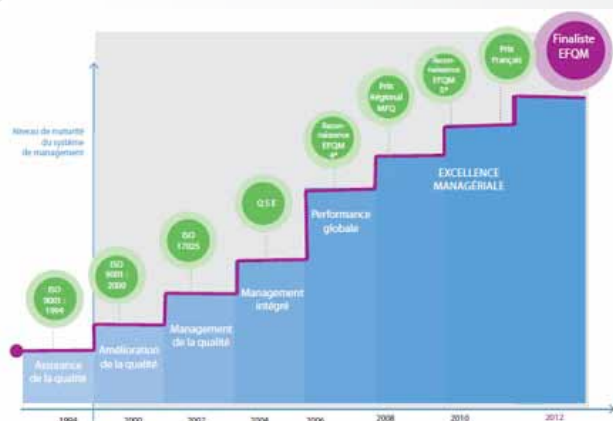 Finaliste
EFQM
Prix
Français
Recon-
naissance
EFQM
5*
Prix
Régional
MFQ
Recon-
naissance
EFQM
4*
Q S E
ISO
17025
ISO
9001 :
2000
ISO
9001 :
1994
Niveau de maturité
du système
de management
EXCELLENCE
MANAGÉRIALE
Performance
globale
Management
intégré
Management
de la qualité
Amélioration
de la qualité
Assurance
de la qualité
1994 2000 2002 2004 2006 2008 2010 2012